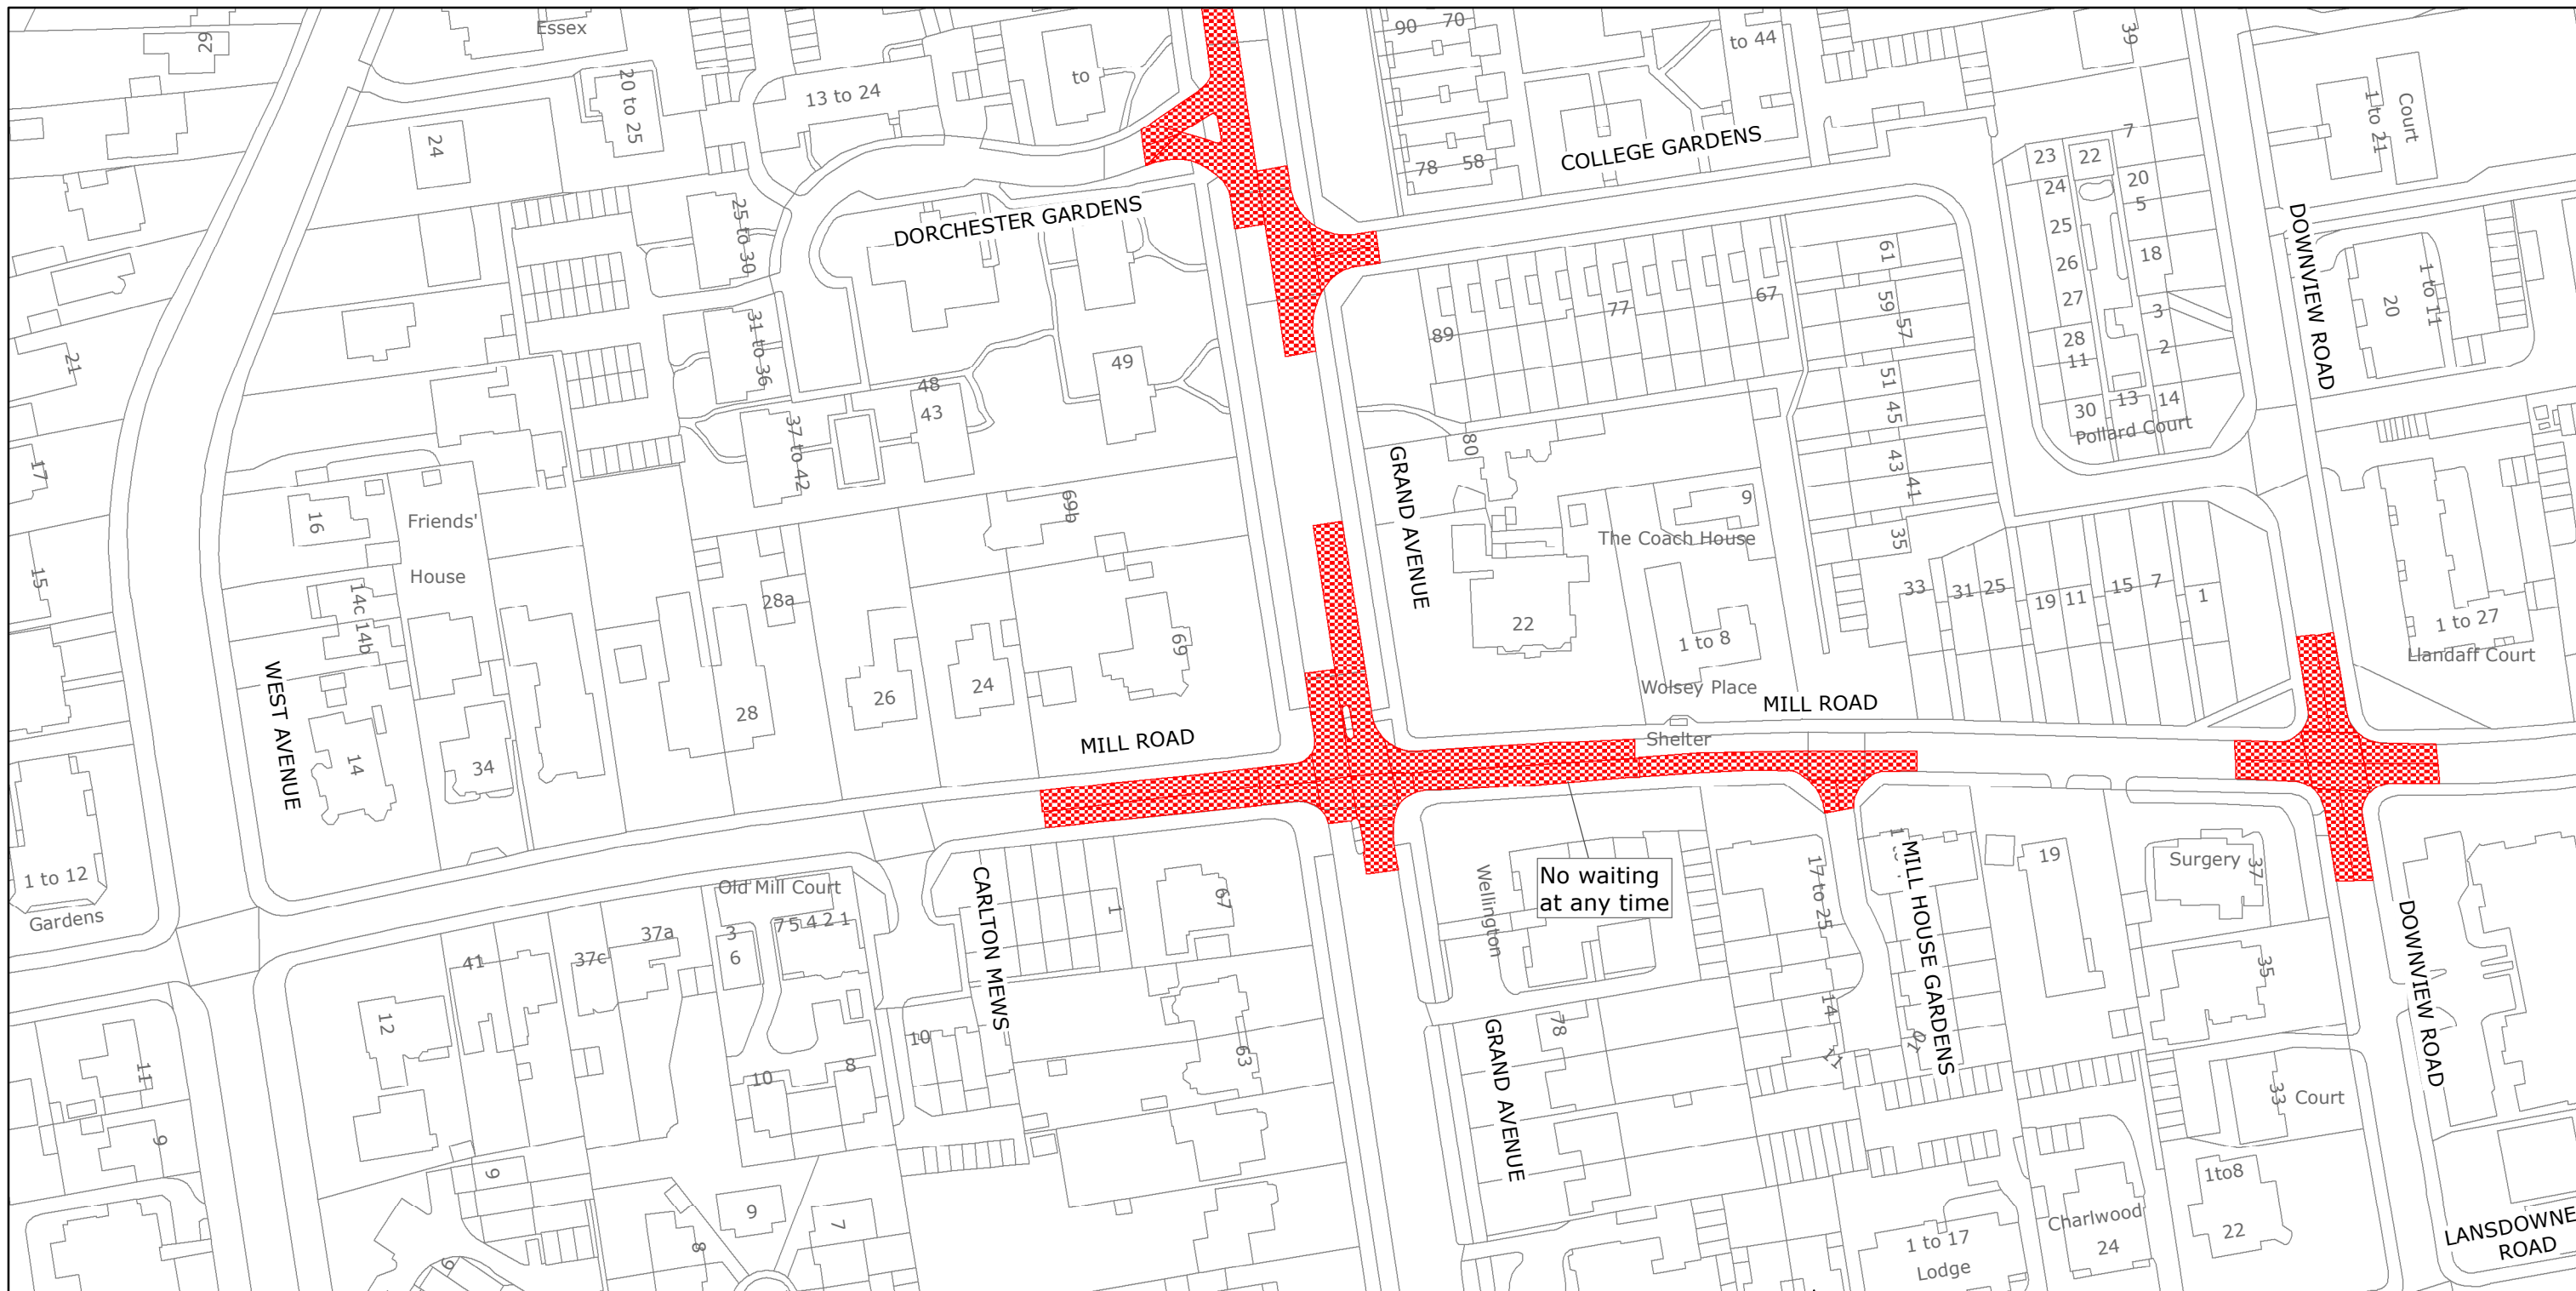 Essex
29
90
70
to 44
39
20 to 25
13 to 24
to
1 to 21
Court
24
78
58
COLLEGE GARDENS
7
23
22
24
20
5
25
18
26
27
3
28
2
11
30
13
14
Pollard Court
DOWNVIEW ROAD
20
1 to 11
25 to 30
DORCHESTER GARDENS
61
59
57
67
77
89
51
45
43
41
35
31 to 36
49
48
43
37 to 42
21
17
15
16
Friends'
House
14c
14b
69b
GRAND AVENUE
80
9
The Coach House
22
1 to 8
Wolsey Place
33
31
25
19
11
15
7
1
1 to 27
Llandaff Court
28a
69
24
26
28
WEST AVENUE
14
34
MILL ROAD
MILL ROAD
Shelter
1 to 12
Gardens
Old Mill Court
7
5
4
2
1
3
6
37a
37c
41
12
CARLTON MEWS
1
67
Wellington
No waiting
at any time
17 to 25
MILL HOUSE GARDENS
19
Surgery
37
35
DOWNVIEW ROAD
11
9
10
8
10
63
GRAND AVENUE
78
14
11
33
Court
9
9
7
8
1 to 17
Lodge
Charlwood
24
1to8
22
LANSDOWNE
ROAD